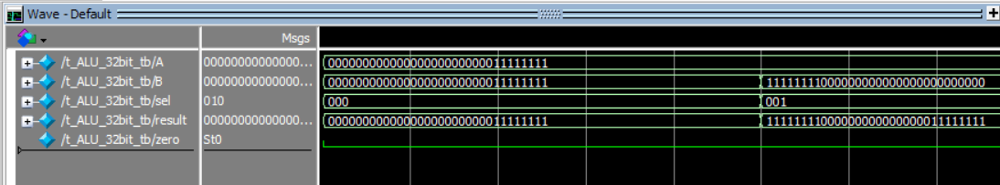 Wave - Default
Msgs
/t_ALU_32bit_tb/A 00000000000000... 00000000000000000000000011111111
/t_ALU_32bit_tb/B 00000000000000... 00000000000000000000000011111111 11111111000000000000000000000000
/t_ALU_32bit_tb/sel 010 000 001
/t_ALU_32bit_tb/result 00000000000000... 00000000000000000000000011111111 11111111000000000000000011111111
/t_ALU_32bit_tb/zero St0